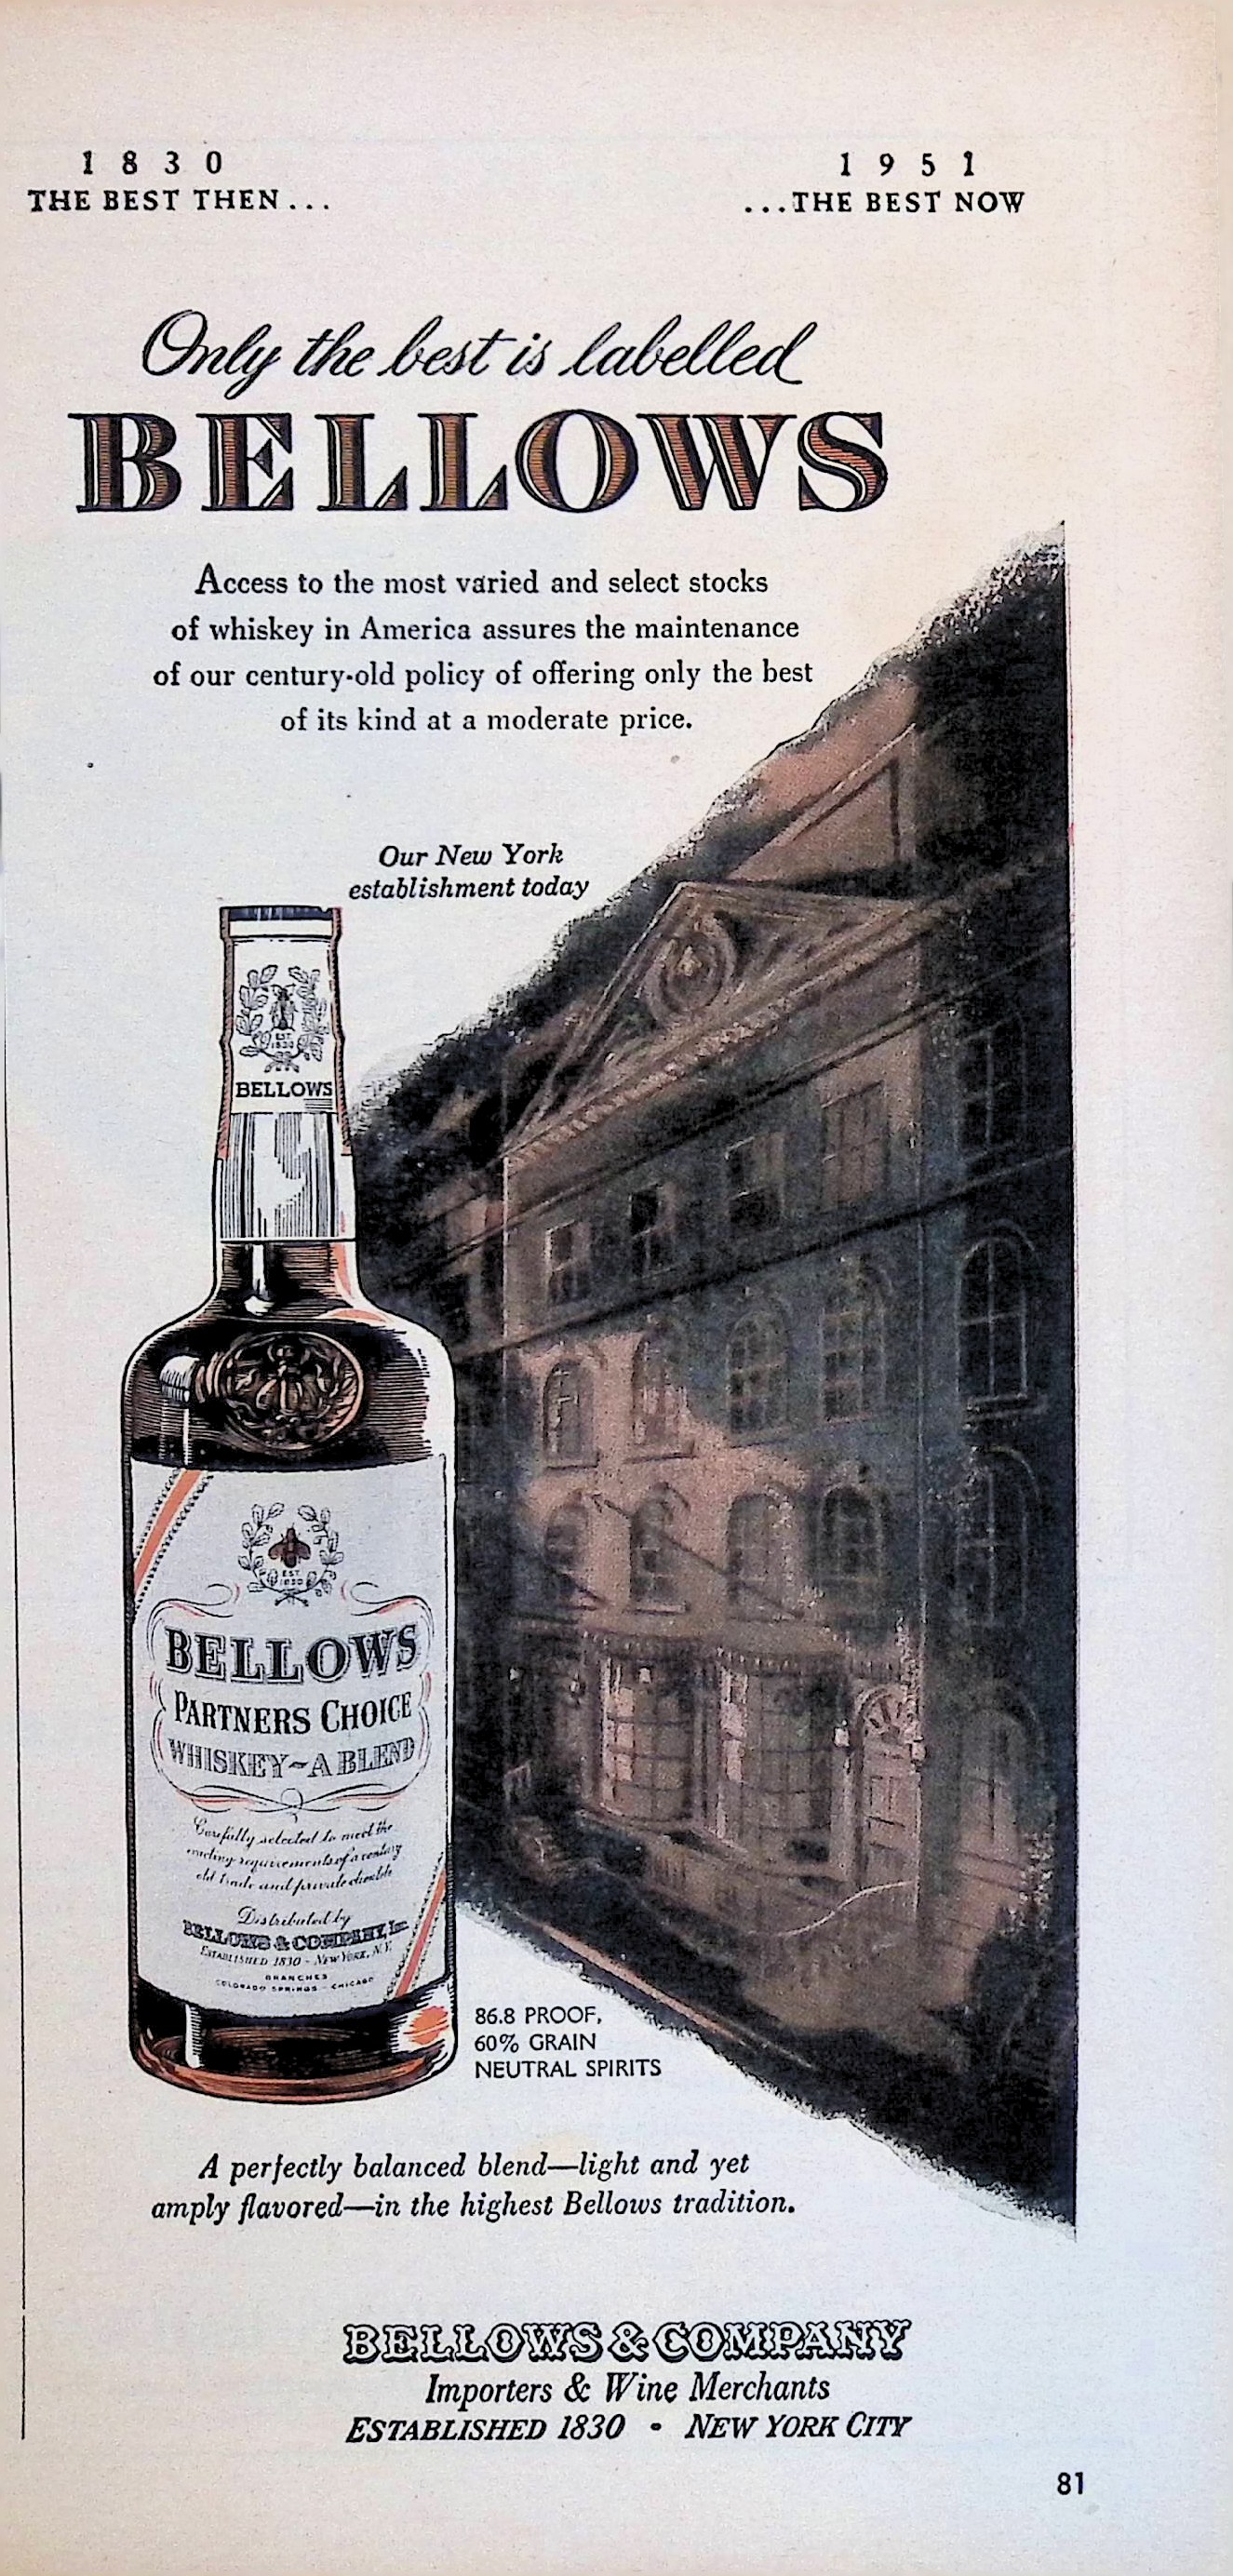 1830
THE BEST THEN...
1951
...THE BEST NOW
Only the best is labelled
BELLOWS
Access to the most varied and select stocks
of whiskey in America assures the maintenance
of our century-old policy of offering only the best
of its kind at a moderate price.
Our New York
establishment today
EST.
1830
BELLOWS
EST.
1830
BELLOWS
PARTNERS CHOICE
WHISKEY~A BLEND
Carefully selected to meet the
exacting requirements of a century
old trade and private clientele
Distributed by
BELLOWS & COMPANY, Inc.
ESTABLISHED 1830 - NEW YORK, N.Y.
BRANCHES
COLORADO SPRINGS - CHICAGO
86.8 PROOF,
60% GRAIN
NEUTRAL SPIRITS
A perfectly balanced blend—light and yet
amply flavored—in the highest Bellows tradition.
BELLOWS & COMPANY
Importers & Wine Merchants
ESTABLISHED 1830 • NEW YORK CITY
81